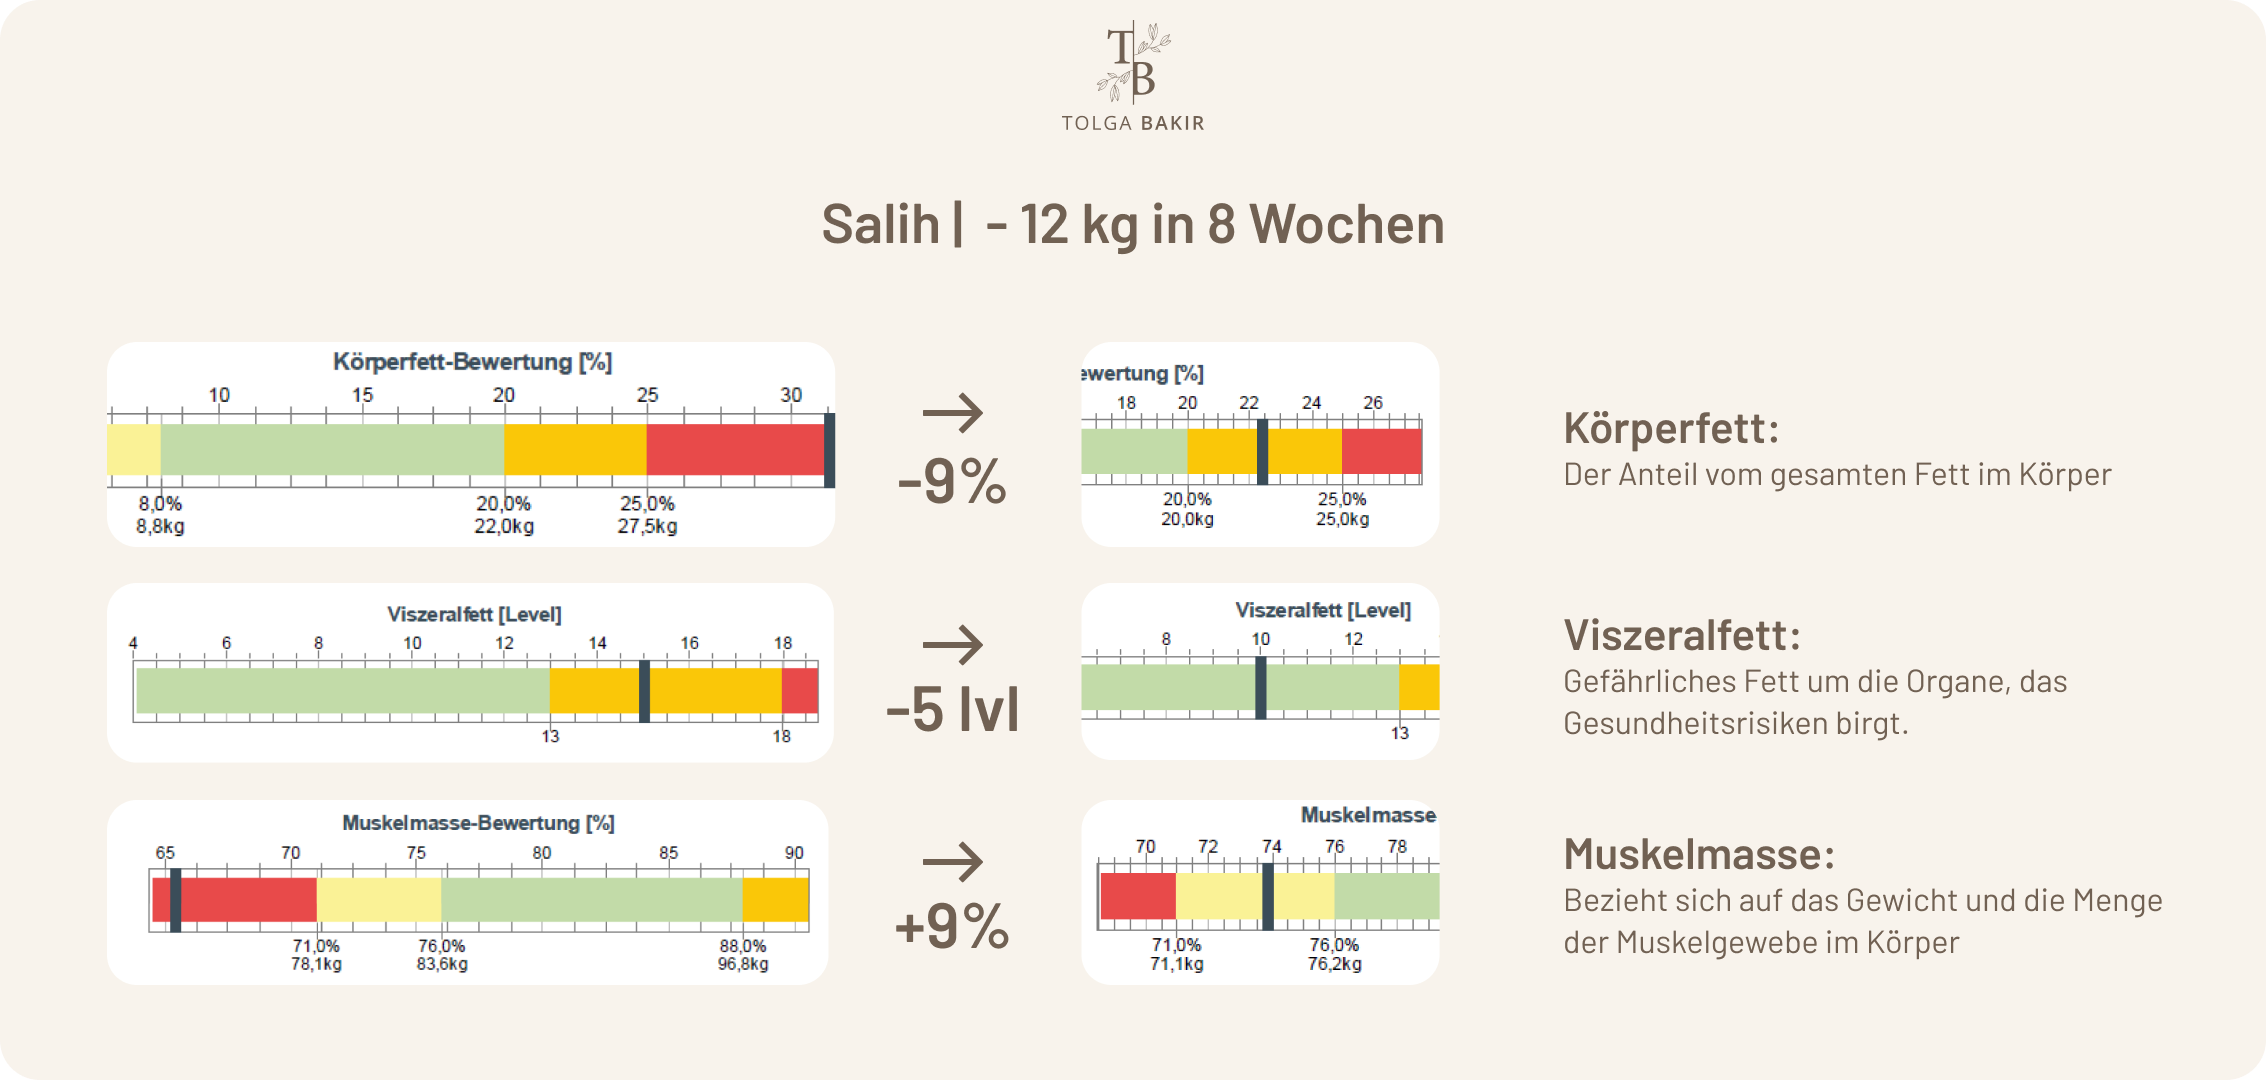 TB
TOLGA BAKIR
Salih | - 12 kg in 8 Wochen
Körperfett-Bewertung [%]
10 15 20 25 30
8,0% 20,0% 25,0%
8,8kg 22,0kg 27,5kg
→
-9%
ewertung [%]
18 20 22 24 26
20,0% 25,0%
20,0kg 25,0kg
Körperfett:
Der Anteil vom gesamten Fett im Körper
Viszeralfett [Level]
4 6 8 10 12 14 16 18
13 18
→
-5 lvl
Viszeralfett [Level]
8 10 12
13
Viszeralfett:
Gefährliches Fett um die Organe, das
Gesundheitsrisiken birgt.
Muskelmasse-Bewertung [%]
65 70 75 80 85 90
71,0% 76,0% 88,0%
78,1kg 83,6kg 96,8kg
→
+9%
Muskelmasse
70 72 74 76 78
71,0% 76,0%
71,1kg 76,2kg
Muskelmasse:
Bezieht sich auf das Gewicht und die Menge
der Muskelgewebe im Körper